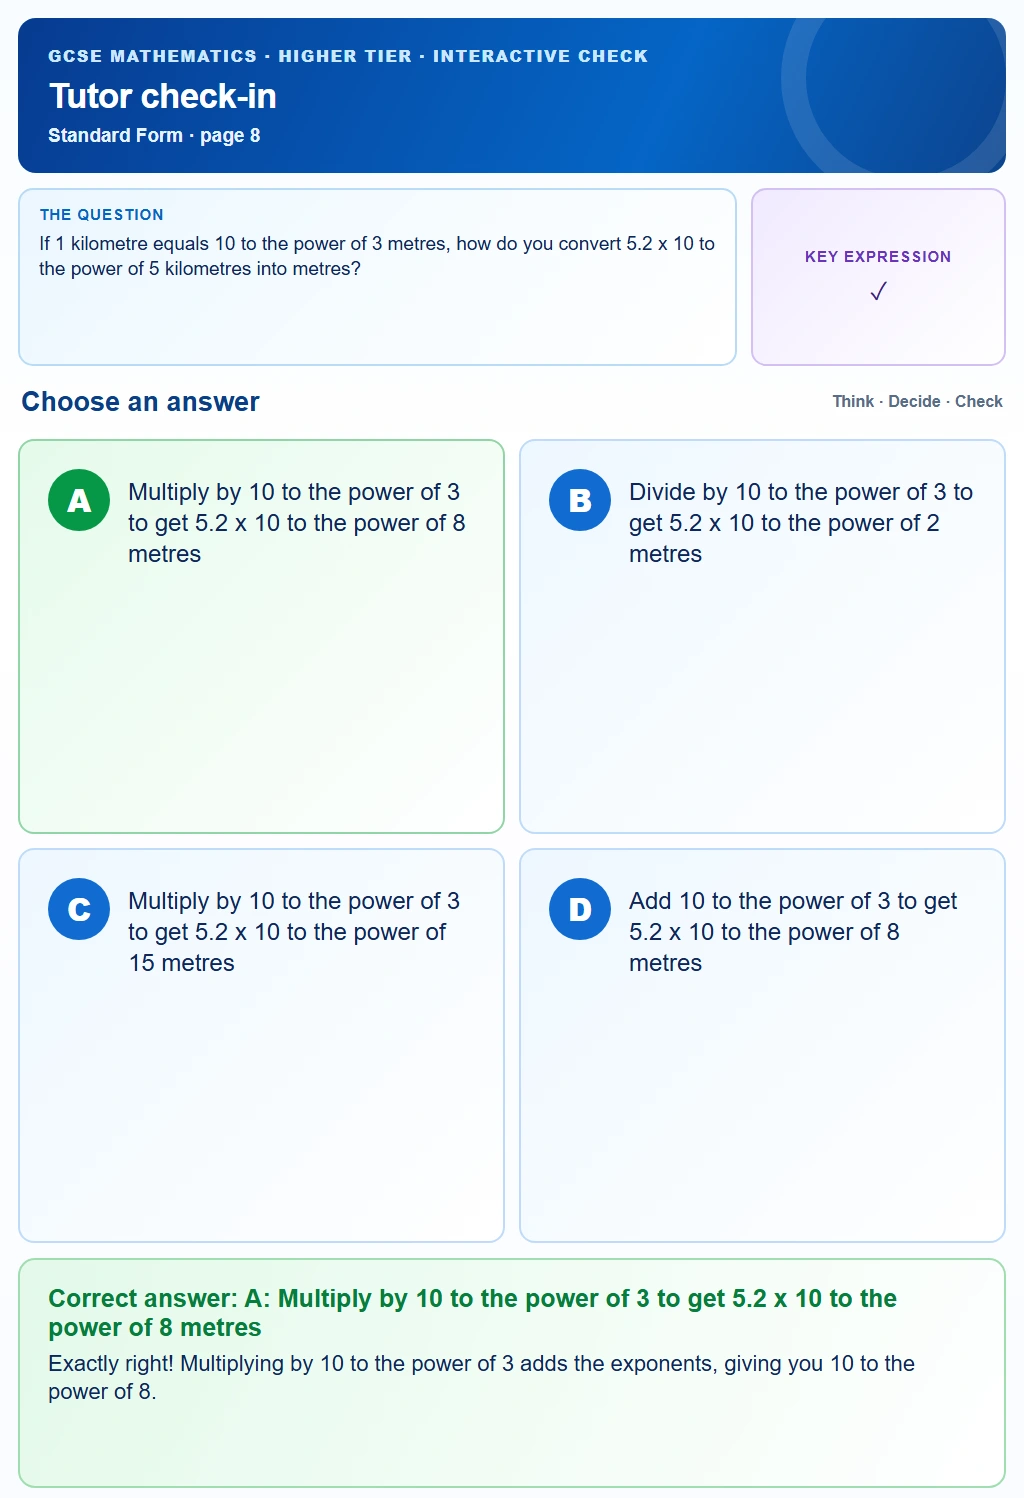 GCSE MATHEMATICS · HIGHER TIER · INTERACTIVE CHECK
Tutor check-in
Standard Form · page 8
THE QUESTION
If 1 kilometre equals 10 to the power of 3 metres, how do you convert 5.2 x 10 to
the power of 5 kilometres into metres?
KEY EXPRESSION
✓
Choose an answer
Think · Decide · Check
A
Multiply by 10 to the power of 3
to get 5.2 x 10 to the power of 8
metres
B
Divide by 10 to the power of 3 to
get 5.2 x 10 to the power of 2
metres
C
Multiply by 10 to the power of 3
to get 5.2 x 10 to the power of
15 metres
D
Add 10 to the power of 3 to get
5.2 x 10 to the power of 8
metres
Correct answer: A: Multiply by 10 to the power of 3 to get 5.2 x 10 to the
power of 8 metres
Exactly right! Multiplying by 10 to the power of 3 adds the exponents, giving you 10 to the
power of 8.